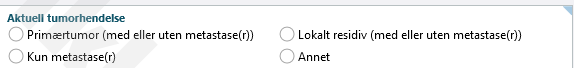 Aktuell tumorhendelse
Primærtumor (med eller uten metastase(r)) Lokalt residiv (med eller uten metastase(r))
Kun metastase(r) Annet